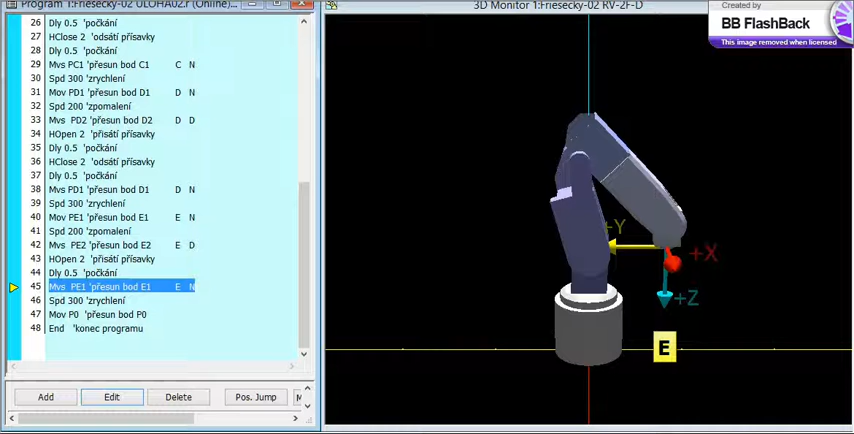 Program 1:Friesecky-02 ULOHA02.r (Online)...
26 Dly 0.5 'počkání
27 HClose 2 'odsátí přísavky
28 Dly 0.5 'počkání
29 Mvs PC1 'přesun bod C1 C N
30 Spd 300 'zrychlení
31 Mov PD1 'přesun bod D1 D N
32 Spd 200 'zpomalení
33 Mvs PD2 'přesun bod D2 D D
34 HOpen 2 'přisátí přísavky
35 Dly 0.5 'počkání
36 HClose 2 'odsátí přísavky
37 Dly 0.5 'počkání
38 Mvs PD1 'přesun bod D1 D N
39 Spd 300 'zrychlení
40 Mov PE1 'přesun bod E1 E N
41 Spd 200 'zpomalení
42 Mvs PE2 'přesun bod E2 E D
43 HOpen 2 'přisátí přísavky
44 Dly 0.5 'počkání
45 Mvs PE1 'přesun bod E1 E N
46 Spd 300 'zrychlení
47 Mov P0 'přesun bod P0
48 End 'konec programu
Add Edit Delete Pos. Jump
3D Monitor 1:Friesecky-02 RV-2F-D
Created by
BB FlashBack
This image removed when licensed
+Y
+X
+Z
E